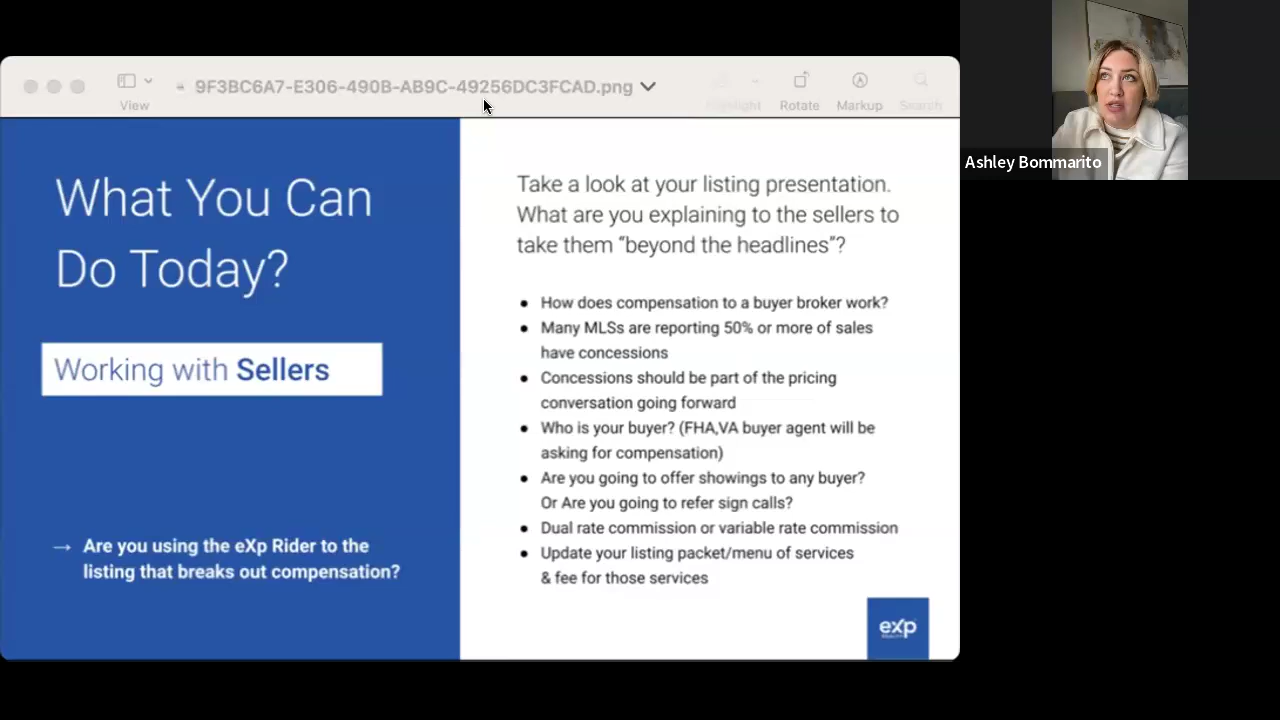 9F3BC6A7-E306-490B-AB9C-49256DC3FCAD.png
View
Highlight
Rotate
Markup
Search
Ashley Bommarito
What You Can
Do Today?
Working with Sellers
→ Are you using the eXp Rider to the
listing that breaks out compensation?
Take a look at your listing presentation.
What are you explaining to the sellers to
take them “beyond the headlines”?
● How does compensation to a buyer broker work?
● Many MLSs are reporting 50% or more of sales
have concessions
● Concessions should be part of the pricing
conversation going forward
● Who is your buyer? (FHA,VA buyer agent will be
asking for compensation)
● Are you going to offer showings to any buyer?
Or Are you going to refer sign calls?
● Dual rate commission or variable rate commission
● Update your listing packet/menu of services
& fee for those services
eXp
REALTY